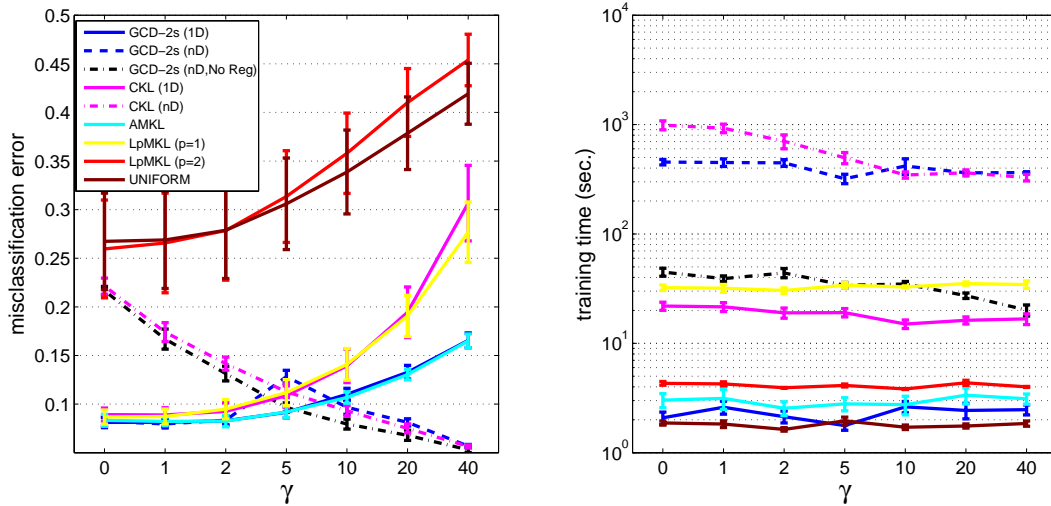 0.5
0.45
0.4
0.35
0.3
0.25
0.2
0.15
0.1
misclassification error
GCD-2s (1D)
GCD-2s (nD)
GCD-2s (nD,No Reg)
CKL (1D)
CKL (nD)
AMKL
LpMKL (p=1)
LpMKL (p=2)
UNIFORM
0 1 2 5 10 20 40
γ
10^4
10^3
10^2
10^1
10^0
training time (sec.)
0 1 2 5 10 20 40
γ